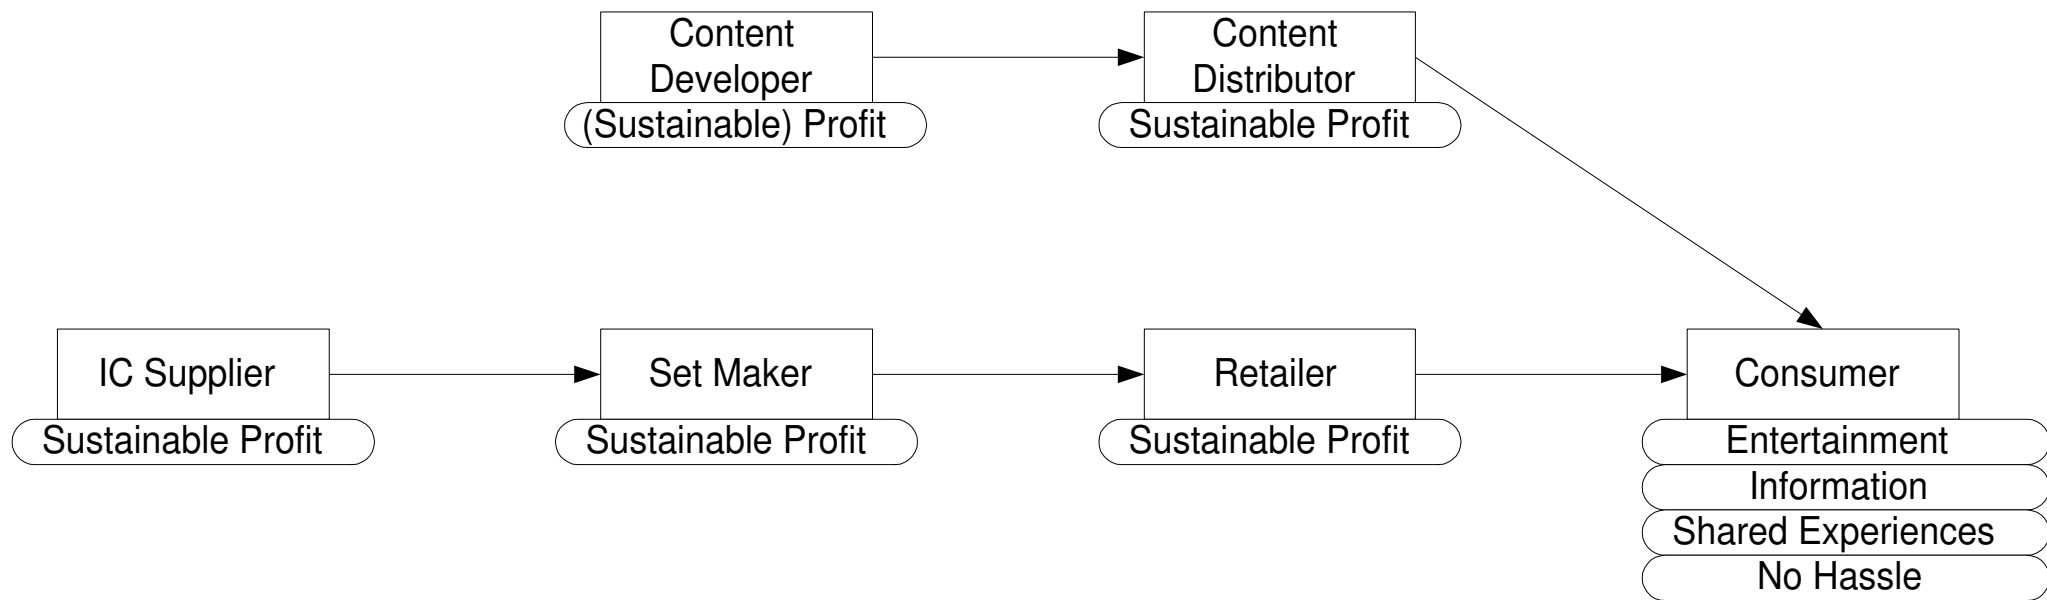 Content
Developer
(Sustainable) Profit
Content
Distributor
Sustainable Profit
IC Supplier
Sustainable Profit
Set Maker
Sustainable Profit
Retailer
Sustainable Profit
Consumer
Entertainment
Information
Shared Experiences
No Hassle